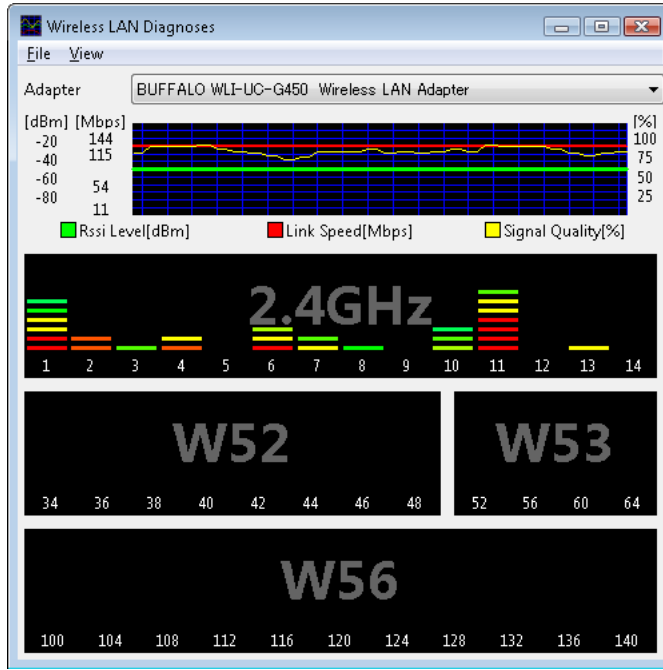 Wireless LAN Diagnoses
File View
Adapter BUFFALO WLI-UC-G450 Wireless LAN Adapter
[dBm] [Mbps] [%]
-20 144 100
-40 115 75
-60 54 50
-80 11 25
Rssi Level[dBm] Link Speed[Mbps] Signal Quality[%]
2.4GHz
1 2 3 4 5 6 7 8 9 10 11 12 13 14
W52 W53
34 36 38 40 42 44 46 48 52 56 60 64
W56
100 104 108 112 116 120 124 128 132 136 140